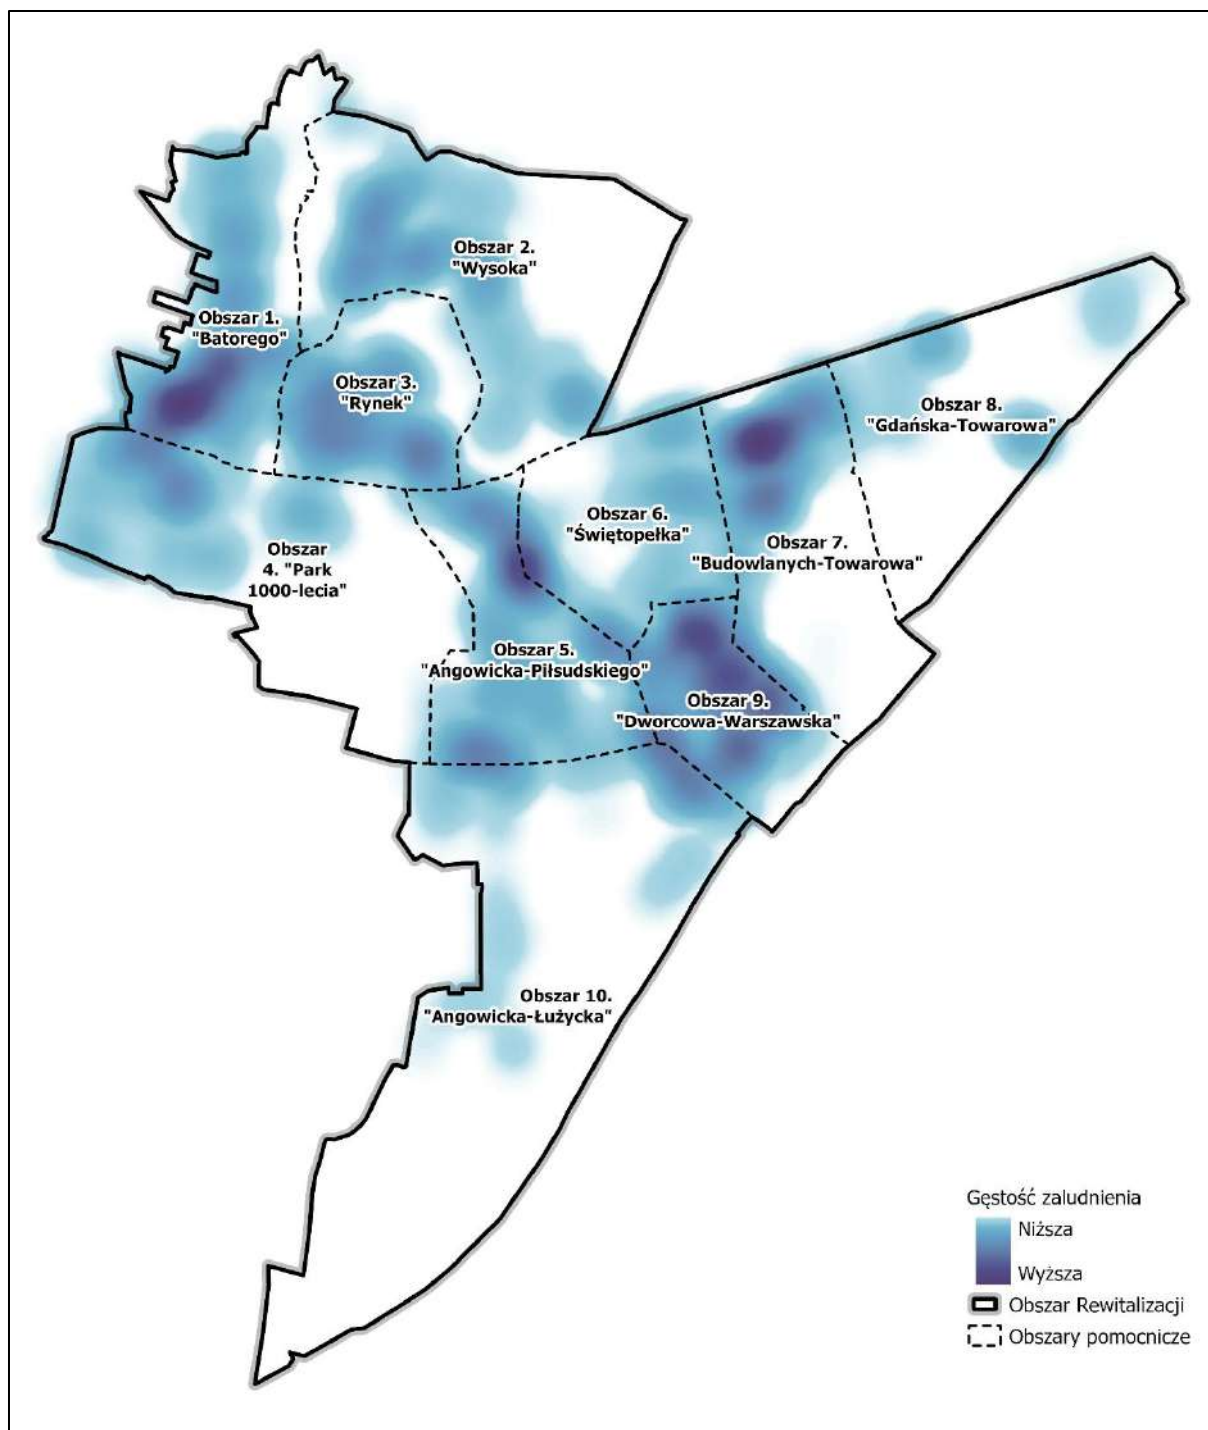 Obszar 2.
"Wysoka"
Obszar 1.
"Batorego"
Obszar 3.
"Rynek"
Obszar 8.
"Gdańska-Towarowa"
Obszar 6.
"Świętopełka"
Obszar 7.
"Budowlanych-Towarowa"
Obszar
4. "Park
1000-lecia"
Obszar 5.
"Angowicka-Piłsudskiego"
Obszar 9.
"Dworcowa-Warszawska"
Obszar 10.
"Angowicka-Łużycka"
Gęstość zaludnienia
Niższa
Wyższa
Obszar Rewitalizacji
Obszary pomocnicze